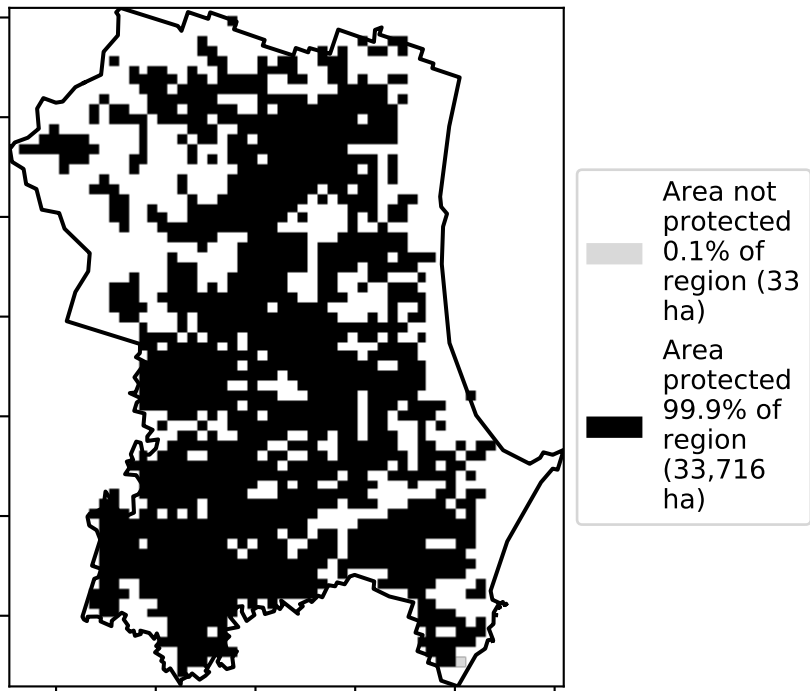 Area not
protected
0.1% of
region (33
ha)
Area
protected
99.9% of
region
(33,716
ha)